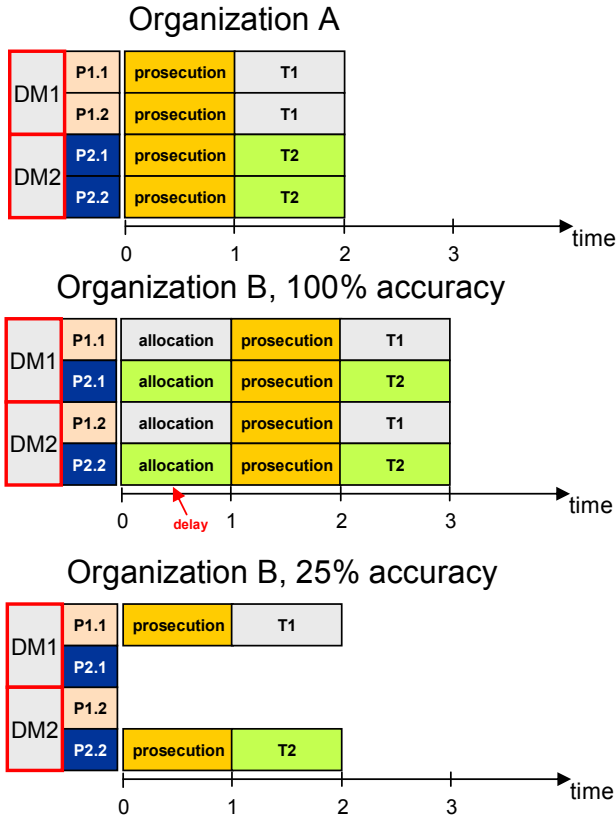 Organization A
DM1 P1.1 prosecution T1
P1.2 prosecution T1
DM2 P2.1 prosecution T2
P2.2 prosecution T2
0 1 2 3 time
Organization B, 100% accuracy
DM1 P1.1 allocation prosecution T1
P2.1 allocation prosecution T2
DM2 P1.2 allocation prosecution T1
P2.2 allocation prosecution T2
0 delay 1 2 3 time
Organization B, 25% accuracy
DM1 P1.1 prosecution T1
P2.1
DM2 P1.2
P2.2 prosecution T2
0 1 2 3 time